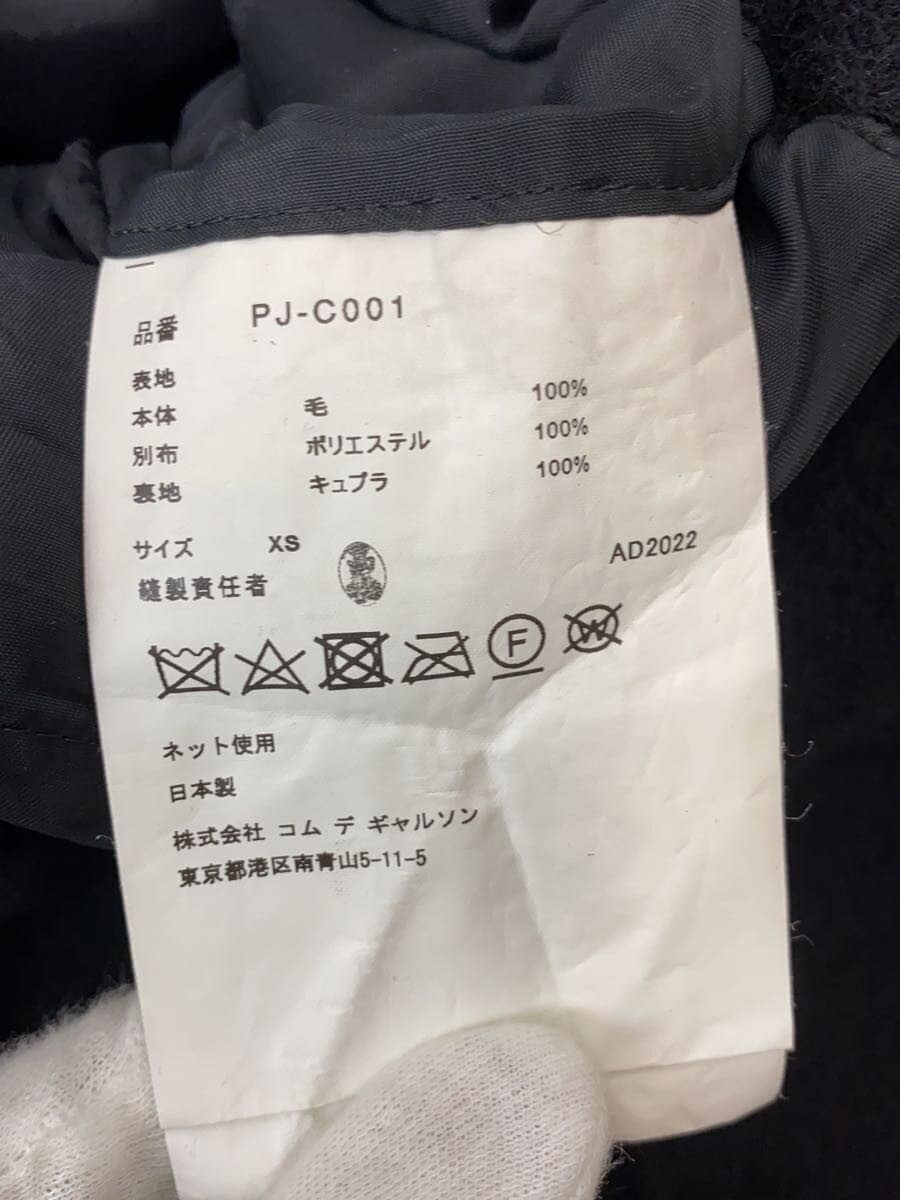 品番 PJ-C001
表地
本体 毛 100%
別布 ポリエステル 100%
裏地 キュプラ 100%
サイズ XS AD2022
縫製責任者
F W
ネット使用
日本製
株式会社 コム デ ギャルソン
東京都港区南青山5-11-5